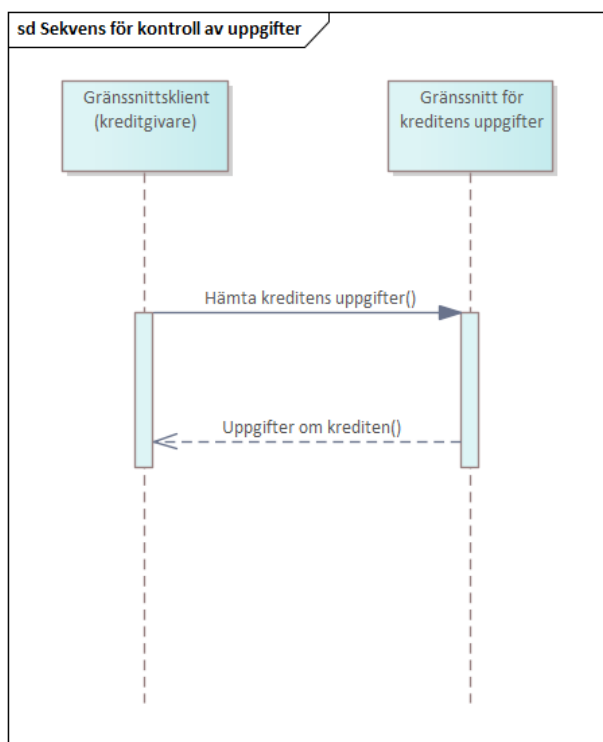 sd Sekvens för kontroll av uppgifter
Gränssnittsklient
(kreditgivare)
Gränssnitt för
kreditens uppgifter
Hämta kreditens uppgifter()
Uppgifter om krediten()